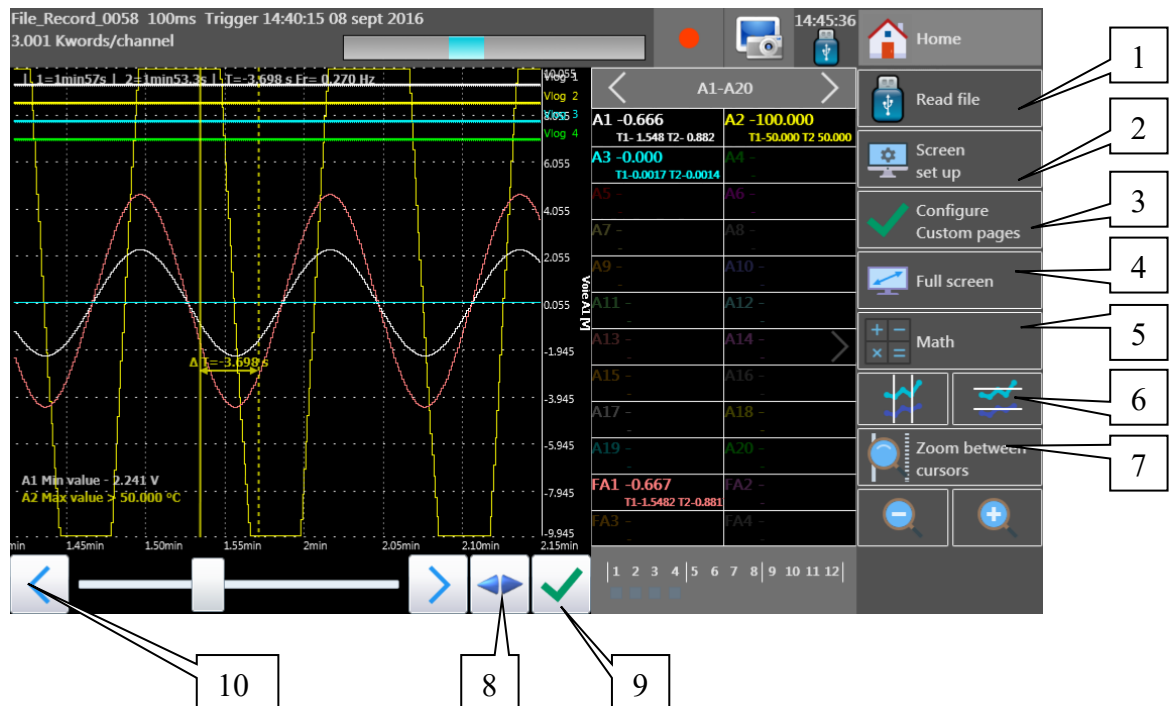 File_Record_0058 100ms Trigger 14:40:15 08 sept 2016
3.001 Kwords/channel
14:45:36
Home
Read file
Screen
set up
Configure
Custom pages
Full screen
Math
Zoom between
cursors
| 1=1min57s | 2=1min53.3s | T=-3.698 s Fr= 0.270 Hz
Vlog 1
Vlog 2
Vlog 3
Vlog 4
10.055
8.055
6.055
4.055
2.055
0.055
-1.945
-3.945
-5.945
-7.945
-9.945
Voie A1 [V]
Δ T=-3.698 s
A1 Min value - 2.241 V
A2 Max value > 50.000 °C
min 1.45min 1.50min 1.55min 2min 2.05min 2.10min 2.15min
A1-A20
A1 -0.666 A2 -100.000
T1- 1.548 T2- 0.882 T1-50.000 T2 50.000
A3 -0.000 A4 -
T1-0.0017 T2-0.0014 -
A5 - A6 -
A7 - A8 -
A9 - A10 -
A11 - A12 -
A13 - A14 -
A15 - A16 -
A17 - A18 -
A19 - A20 -
FA1 -0.667 FA2 -
T1-1.5482 T2-0.881 -
FA3 - FA4 -
|1 2 3 4|5 6 7 8|9 10 11 12|
1
2
3
4
5
6
7
10
8
9